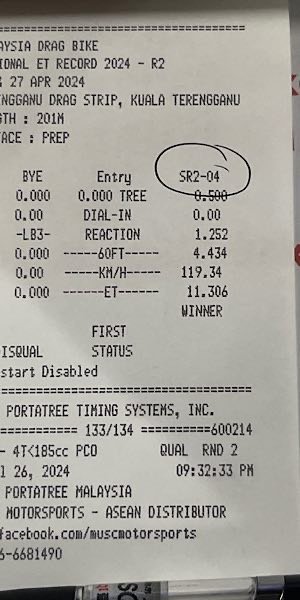 AYSIA DRAG BIKE
IONAL ET RECORD 2024 - R2
& 27 APR 2024
NGGANU DRAG STRIP, KUALA TERENGGANU
GTH : 201M
FACE : PREP
BYE Entry SR2-04
0.000 0.000 TREE 0.500
0.00 DIAL-IN 0.00
-LB3- REACTION 1.252
0.000 -----60FT------ 4.434
0.00 -----KM/H------ 119.34
0.000 ------ET------- 11.306
WINNER
FIRST
DISQUAL STATUS
start Disabled
PORTATREE TIMING SYSTEMS, INC.
=========== 133/134 ==========600214
- 4T<185cc PCO QUAL RND 2
l 26, 2024 09:32:33 PM
PORTATREE MALAYSIA
MOTORSPORTS - ASEAN DISTRIBUTOR
facebook.com/muscmotorsports
6-6681490